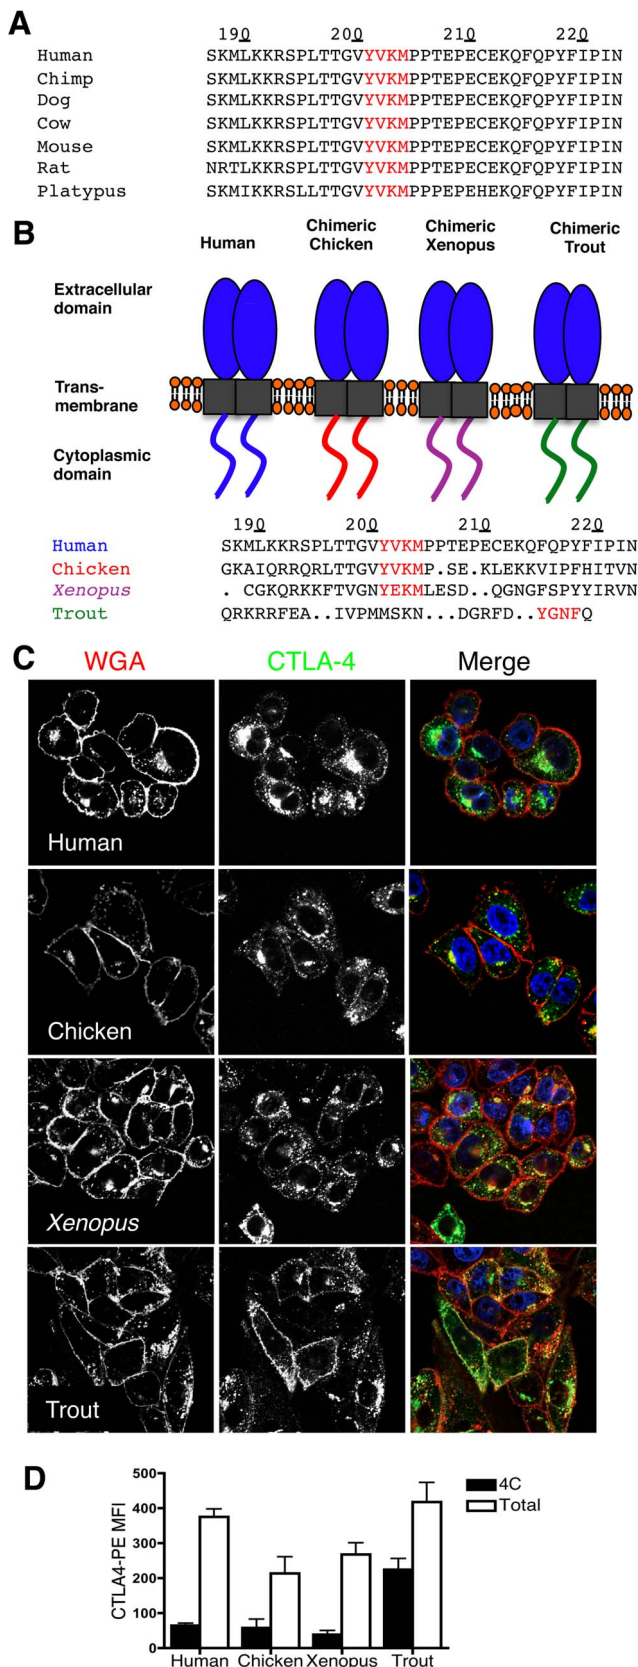 A
190 200 210 220
Human SKMLKKRSPLTTGVYVKMPPTEPECEKQFQPYFIPIN
Chimp SKMLKKRSPLTTGVYVKMPPTEPECEKQFQPYFIPIN
Dog SKMLKKRSPLTTGVYVKMPPTEPECEKQFQPYFIPIN
Cow SKMLKKRSPLTTGVYVKMPPTEPECEKQFQPYFIPIN
Mouse SKMLKKRSPLTTGVYVKMPPTEPECEKQFQPYFIPIN
Rat NRTLKKRSPLTTGVYVKMPPTEPECEKQFQPYFIPIN
Platypus SKMIKKRSLLTTGVYVKMPPPEPEHEKQFQPYFIPIN
B
Human Chimeric Chicken Chimeric Xenopus Chimeric Trout
Extracellular
domain
Trans-
membrane
Cytoplasmic
domain
190 200 210 220
Human SKMLKKRSPLTTGVYVKMPPTEPECEKQFQPYFIPIN
Chicken GKAIQRRQRLTTGVYVKMPP.SE.KLEKKVIPFHITVN
Xenopus . CGKQRKKFTVGNYEKMLESD..QGNGFSPYYIRVN
Trout QRKRRFEA..IVPMMSKN...DGRFD..YGNFQ
C
WGA CTLA-4 Merge
Human
Chicken
Xenopus
Trout
D
CTLA4-PE MFI
500
400
300
200
100
0
4C
Total
Human Chicken Xenopus Trout